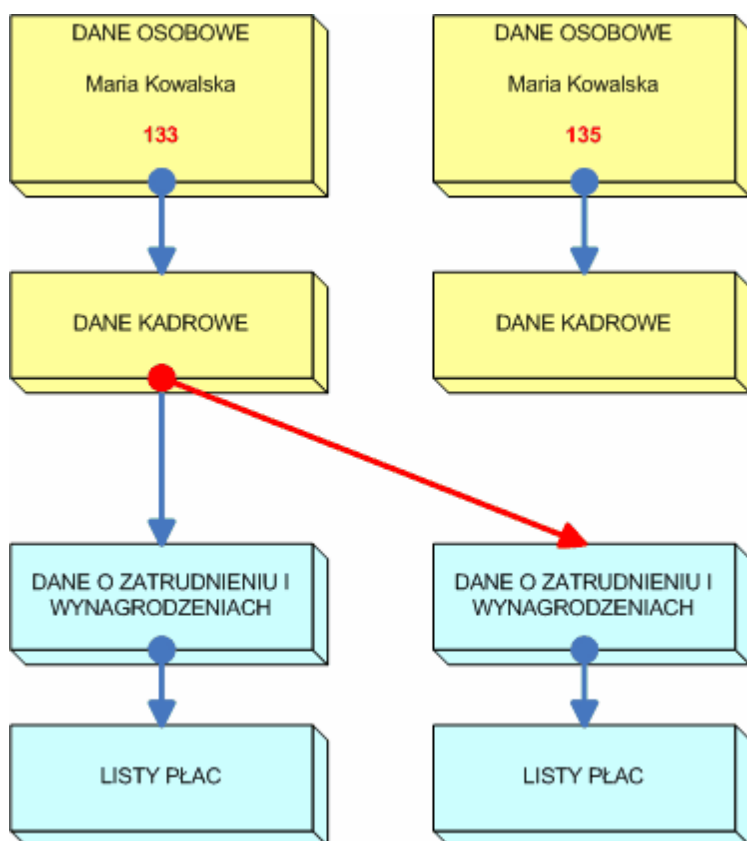 DANE OSOBOWE
Maria Kowalska
133
DANE OSOBOWE
Maria Kowalska
135
DANE KADROWE
DANE KADROWE
DANE O ZATRUDNIENIU I
WYNAGRODZENIACH
DANE O ZATRUDNIENIU I
WYNAGRODZENIACH
LISTY PŁAC
LISTY PŁAC